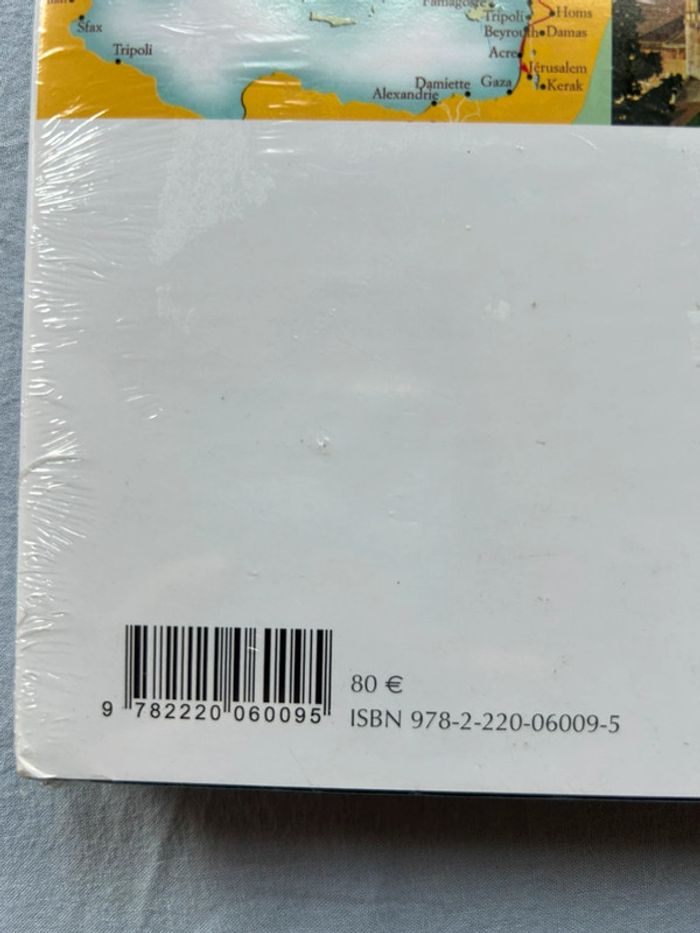 Famagoste
Tripoli
Homs
Sfax
Beyrouth
Damas
Tripoli
Acre
Jérusalem
Damiette
Gaza
Kerak
Alexandrie
80 €
9 782220 060095
ISBN 978-2-220-06009-5